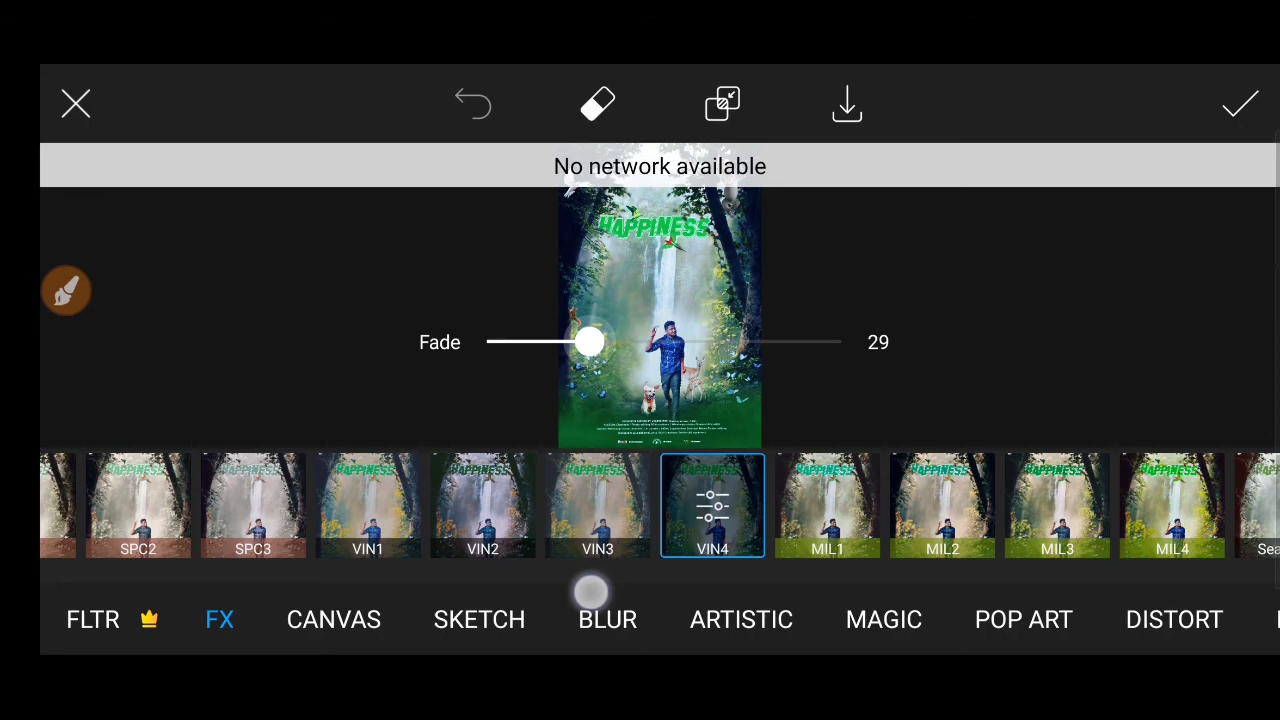 No network available
HAPPINESS
Fade 29
SPC2 SPC3 VIN1 VIN2 VIN3 VIN4 MIL1 MIL2 MIL3 MIL4
FLTR FX CANVAS SKETCH BLUR ARTISTIC MAGIC POP ART DISTORT